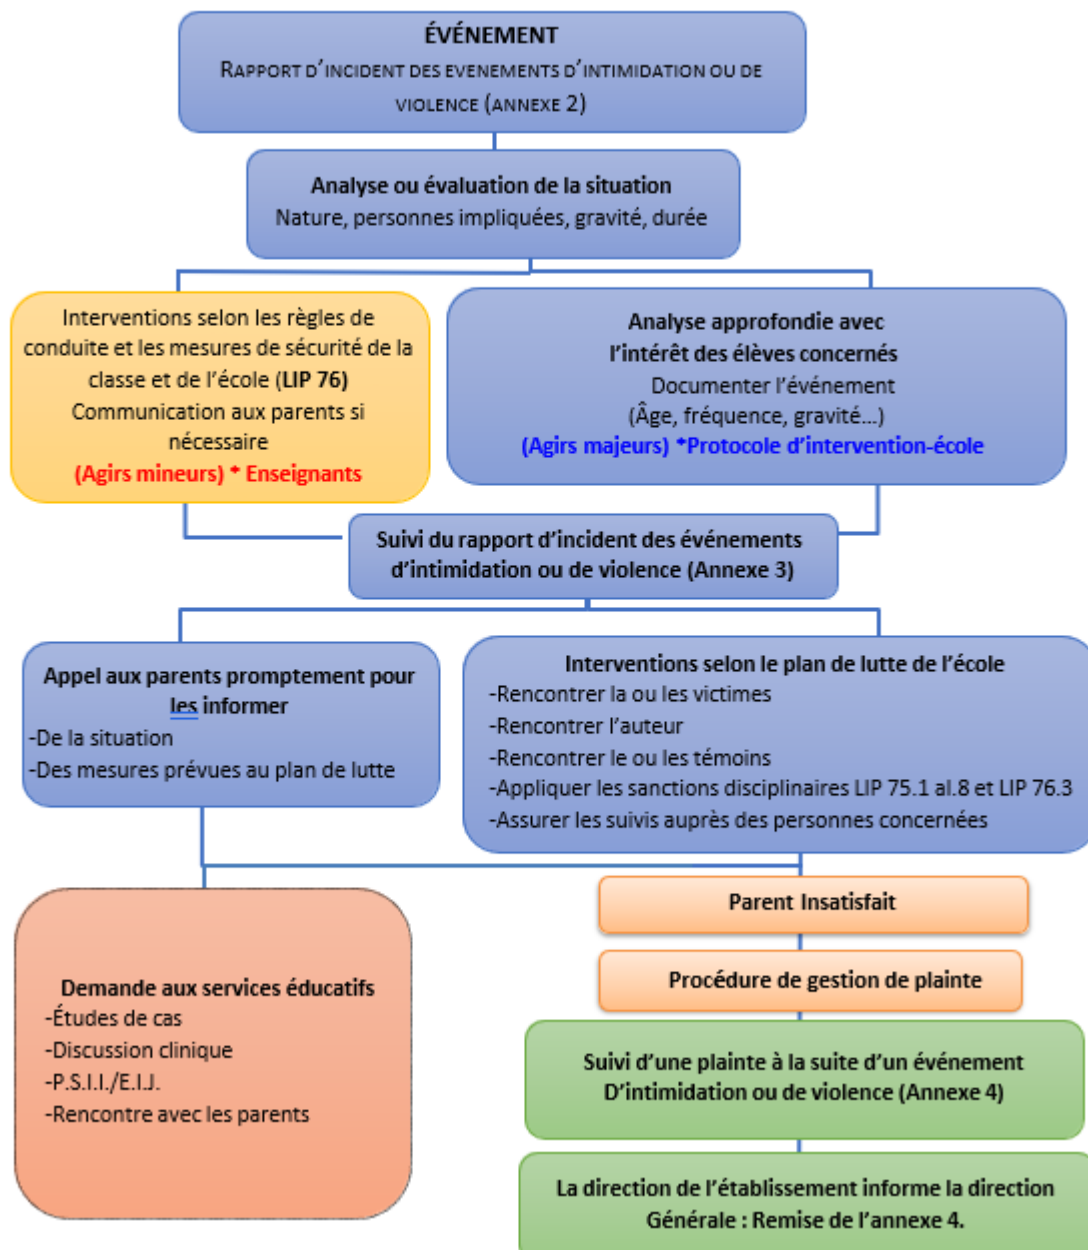 ÉVÉNEMENT
RAPPORT D'INCIDENT DES EVENEMENTS D'INTIMIDATION OU DE
VIOLENCE (ANNEXE 2)
Analyse ou évaluation de la situation
Nature, personnes impliquées, gravité, durée
Interventions selon les règles de
conduite et les mesures de sécurité de la
classe et de l'école (LIP 76)
Communication aux parents si
nécessaire
(Agirs mineurs) * Enseignants
Analyse approfondie avec
l'intérêt des élèves concernés
Documenter l'événement
(Âge, fréquence, gravité...)
(Agirs majeurs) *Protocole d'intervention-école
Suivi du rapport d'incident des événements
d'intimidation ou de violence (Annexe 3)
Appel aux parents promptement pour
les informer
-De la situation
-Des mesures prévues au plan de lutte
Interventions selon le plan de lutte de l'école
-Rencontrer la ou les victimes
-Rencontrer l'auteur
-Rencontrer le ou les témoins
-Appliquer les sanctions disciplinaires LIP 75.1 al.8 et LIP 76.3
-Assurer les suivis auprès des personnes concernées
Demande aux services éducatifs
-Études de cas
-Discussion clinique
-P.S.I.I./E.I.J.
-Rencontre avec les parents
Parent Insatisfait
Procédure de gestion de plainte
Suivi d'une plainte à la suite d'un événement
D'intimidation ou de violence (Annexe 4)
La direction de l'établissement informe la direction
Générale : Remise de l'annexe 4.